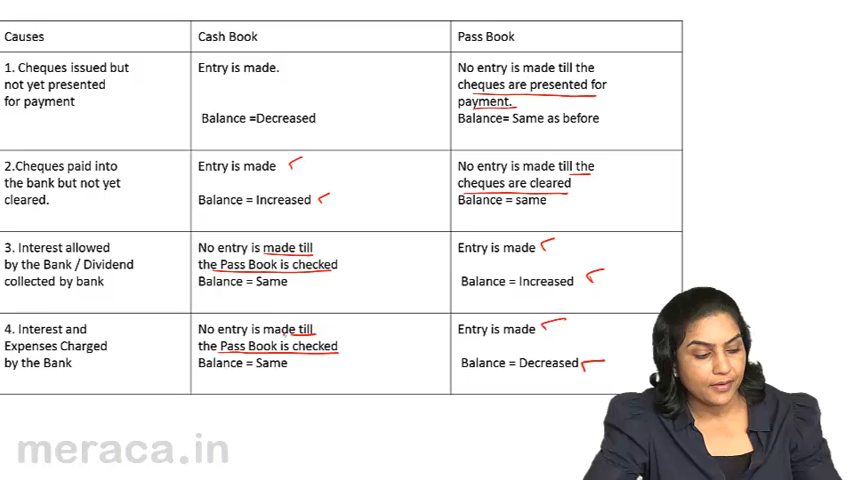 Causes
Cash Book
Pass Book
1. Cheques issued but
not yet presented
for payment
Entry is made.
Balance =Decreased
No entry is made till the
cheques are presented for
payment.
Balance= Same as before
2.Cheques paid into
the bank but not yet
cleared.
Entry is made
Balance = Increased
No entry is made till the
cheques are cleared
Balance = same
3. Interest allowed
by the Bank / Dividend
collected by bank
No entry is made till
the Pass Book is checked
Balance = Same
Entry is made
Balance = Increased
4. Interest and
Expenses Charged
by the Bank
No entry is made till
the Pass Book is checked
Balance = Same
Entry is made
Balance = Decreased
meraca.in